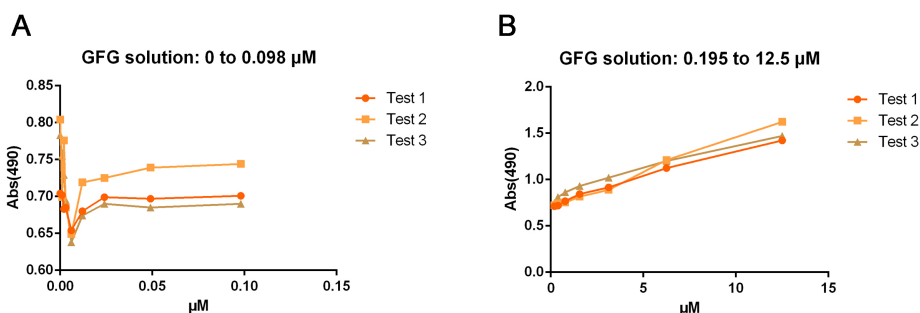 A
GFG solution: 0 to 0.098 µM
0.85
0.80
0.75
0.70
0.65
0.60
Abs(490)
0.00
0.05
0.10
0.15
µM
Test 1
Test 2
Test 3
B
GFG solution: 0.195 to 12.5 µM
2.0
1.5
1.0
0.5
0.0
Abs(490)
0
5
10
15
µM
Test 1
Test 2
Test 3